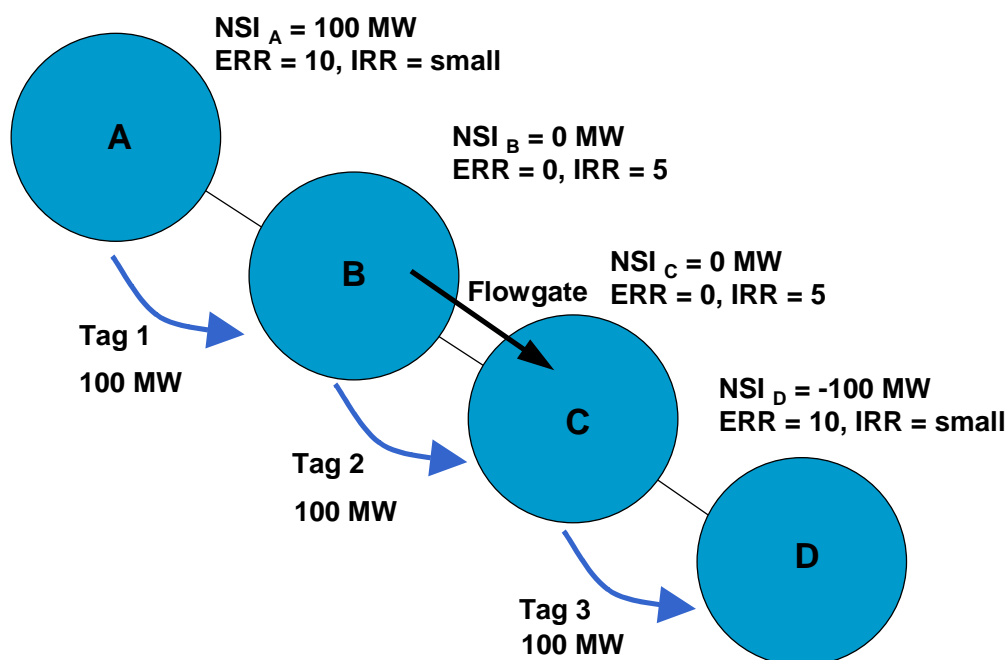 NSI A = 100 MW
ERR = 10, IRR = small
A
NSI B = 0 MW
ERR = 0, IRR = 5
B
NSI C = 0 MW
ERR = 0, IRR = 5
Flowgate
Tag 1
100 MW
NSI D = -100 MW
ERR = 10, IRR = small
C
Tag 2
100 MW
D
Tag 3
100 MW